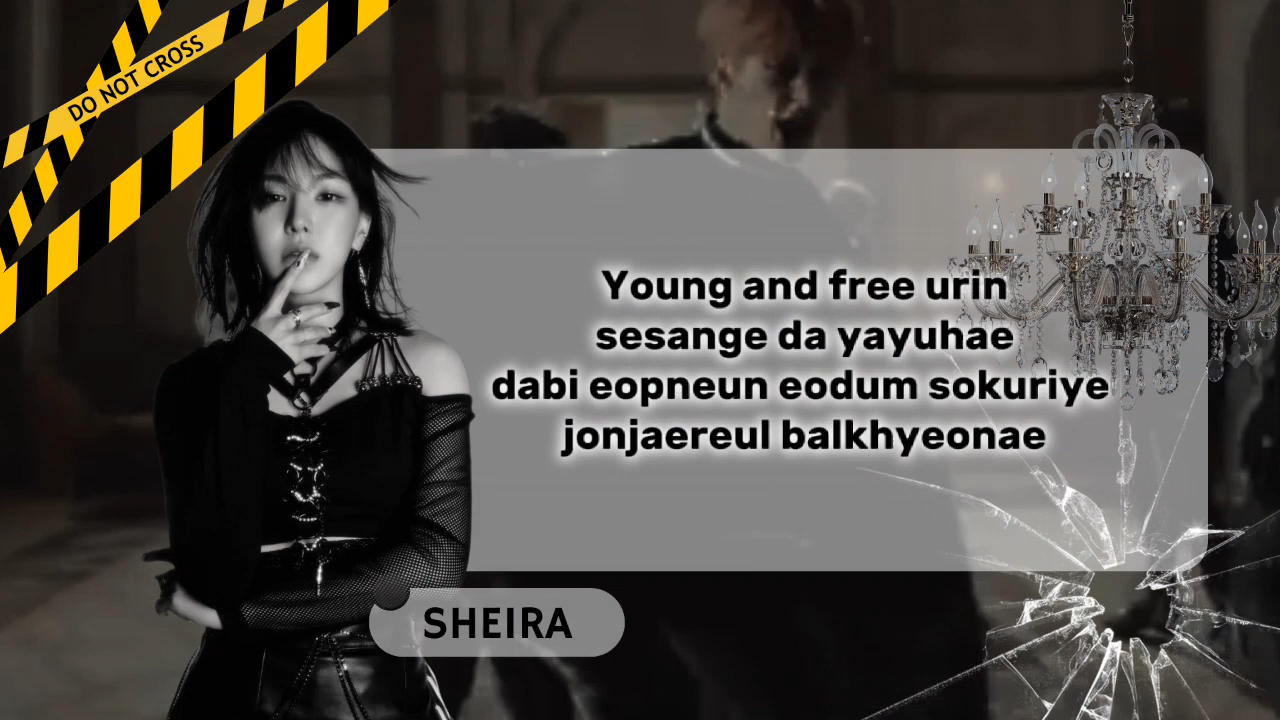 DO NOT CROSS
Young and free urin
sesange da yayuhae
dabi eopneun eodum sokuriye
jonjaereul balkhyeonae
SHEIRA